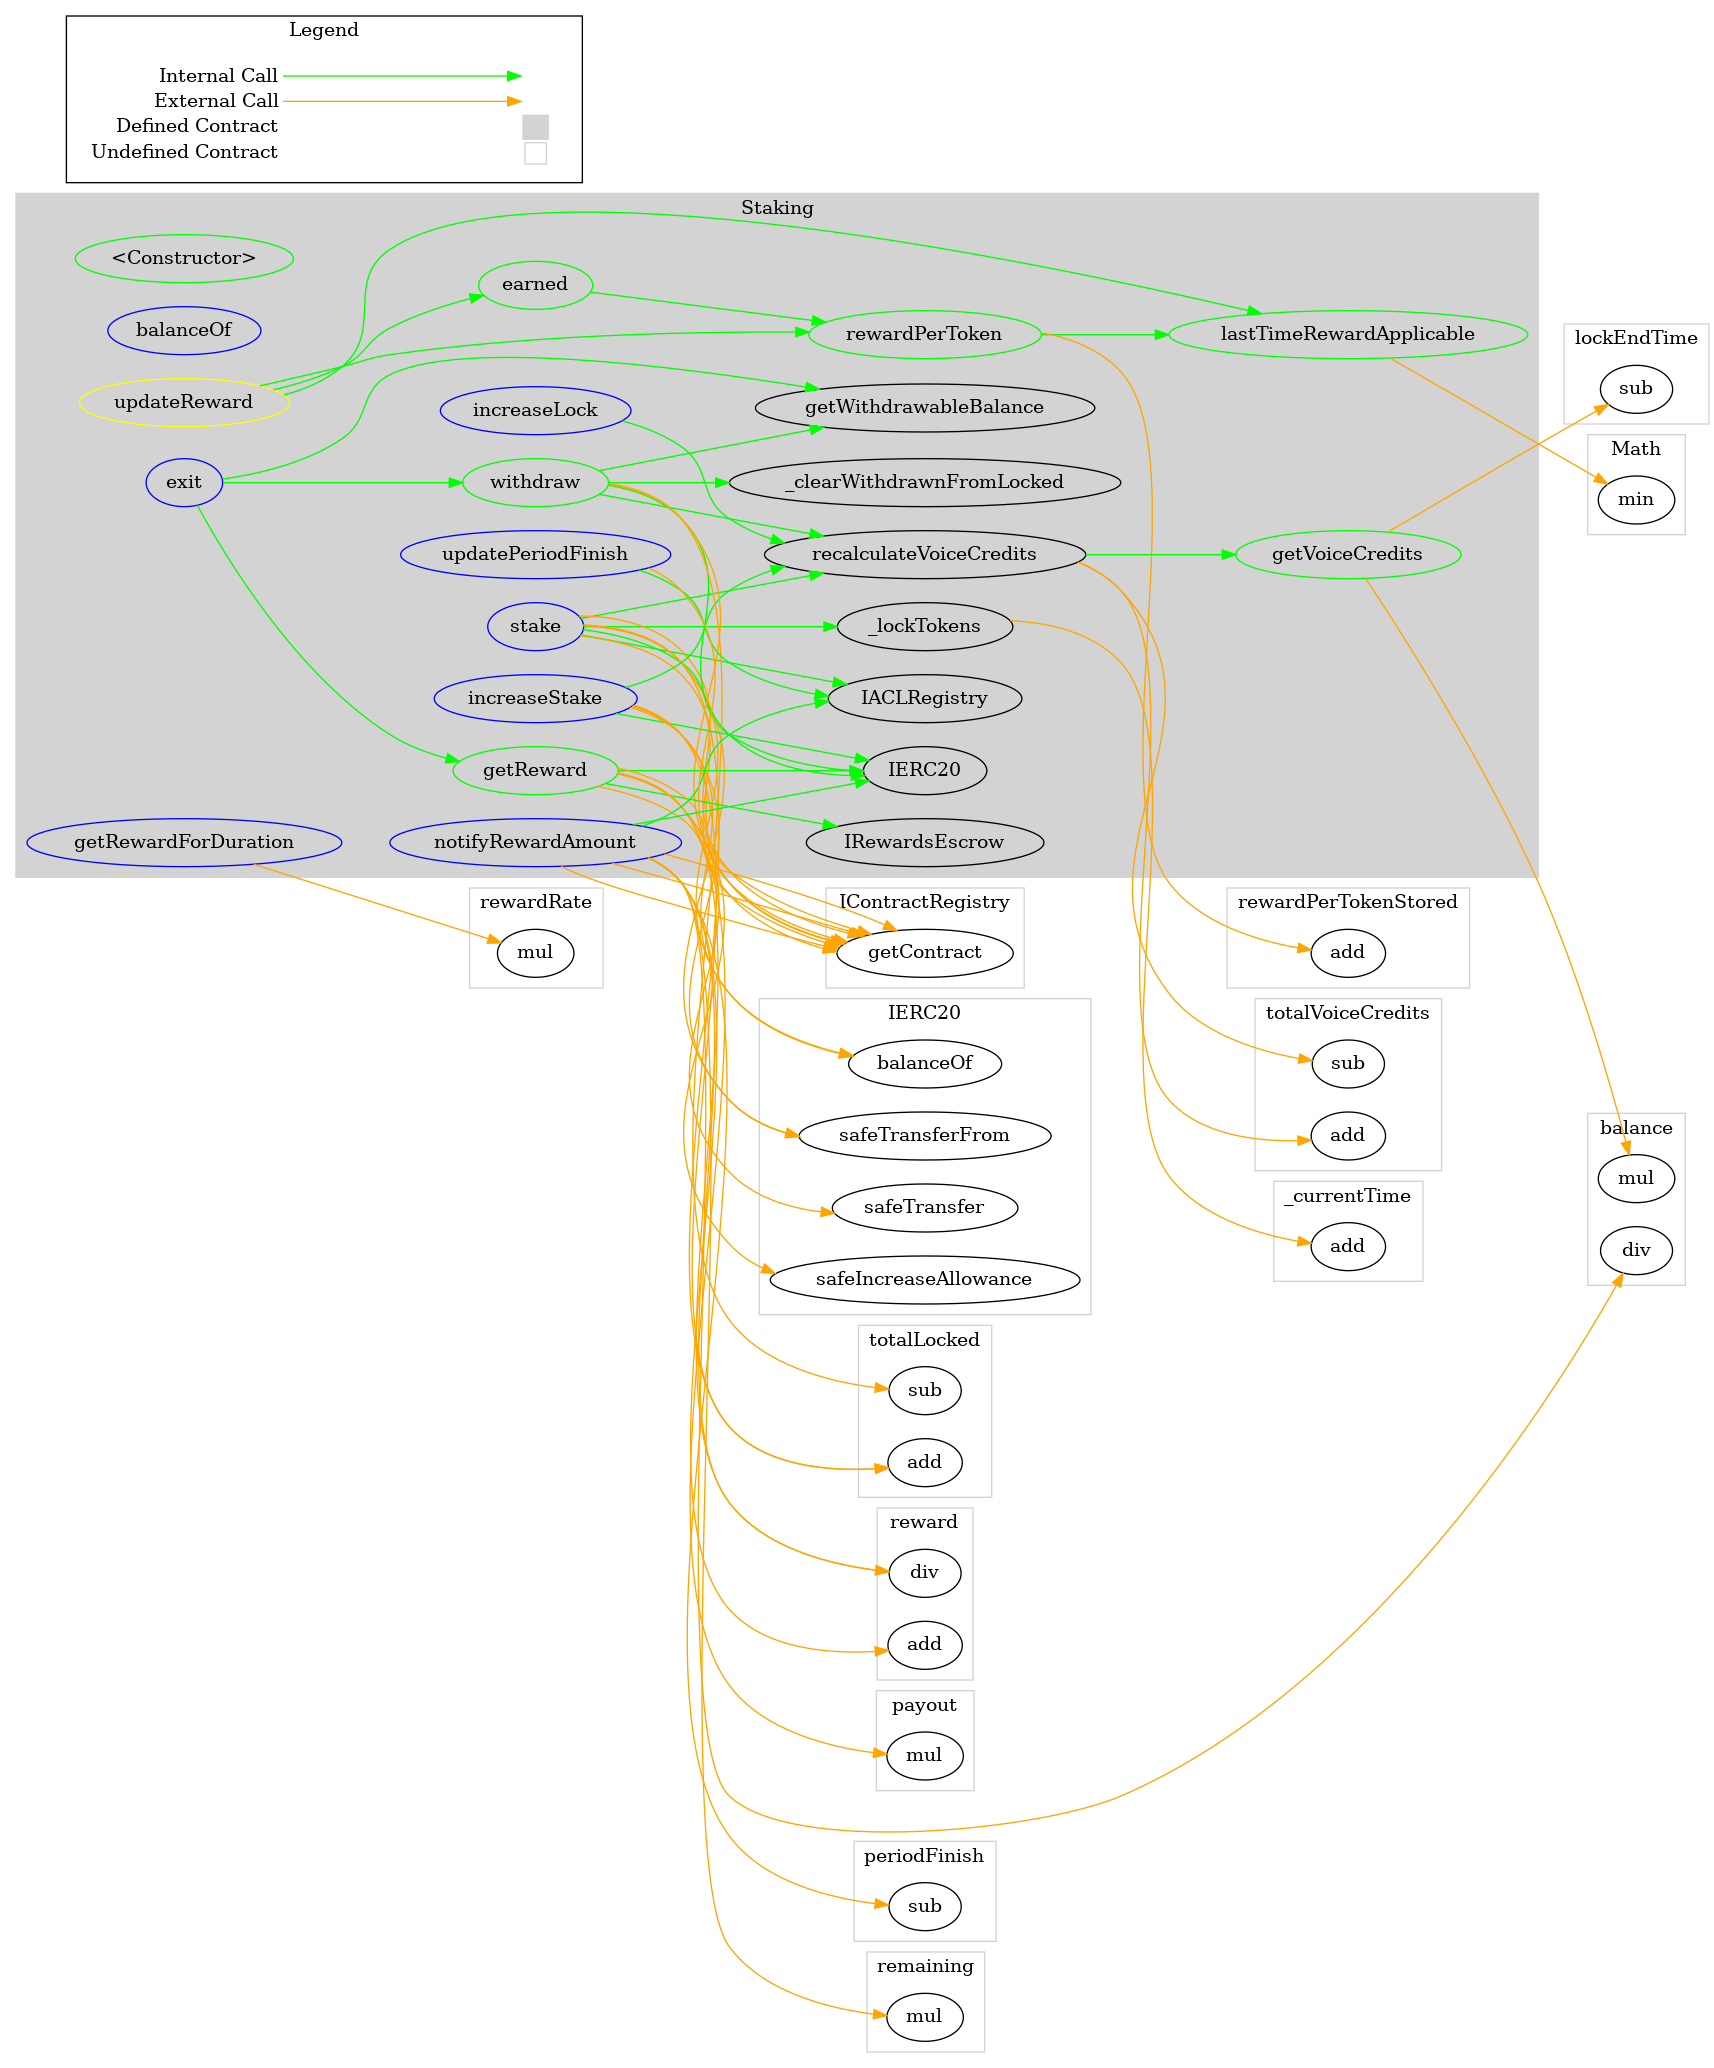 Legend
Internal Call
External Call
Defined Contract
Undefined Contract
Staking
<Constructor>
balanceOf
updateReward
exit
getRewardForDuration
earned
increaseLock
withdraw
updatePeriodFinish
stake
increaseStake
getReward
notifyRewardAmount
rewardPerToken
getWithdrawableBalance
_clearWithdrawnFromLocked
recalculateVoiceCredits
_lockTokens
IACLRegistry
IERC20
IRewardsEscrow
lastTimeRewardApplicable
getVoiceCredits
lockEndTime
sub
Math
min
rewardRate
mul
IContractRegistry
getContract
IERC20
balanceOf
safeTransferFrom
safeTransfer
safeIncreaseAllowance
totalLocked
sub
add
reward
div
add
payout
mul
periodFinish
sub
remaining
mul
rewardPerTokenStored
add
totalVoiceCredits
sub
add
_currentTime
add
balance
mul
div